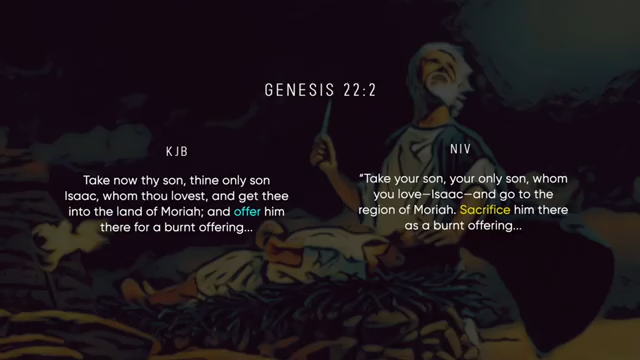 GENESIS 22:2
KJB
Take now thy son, thine only son
Isaac, whom thou lovest, and get thee
into the land of Moriah; and offer him
there for a burnt offering...
NIV
"Take your son, your only son, whom
you love—Isaac—and go to the
region of Moriah. Sacrifice him there
as a burnt offering...